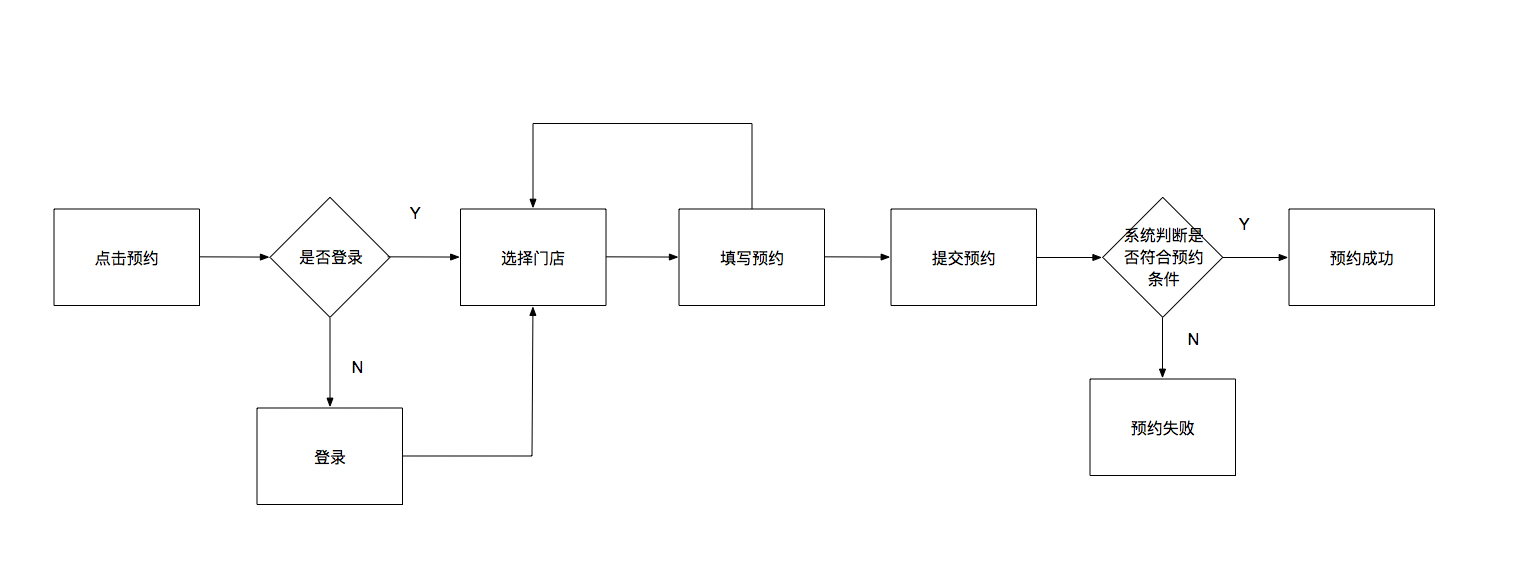 点击预约
是否登录
Y
选择门店
填写预约
提交预约
系统判断是
否符合预约
条件
Y
预约成功
N
登录
N
预约失败